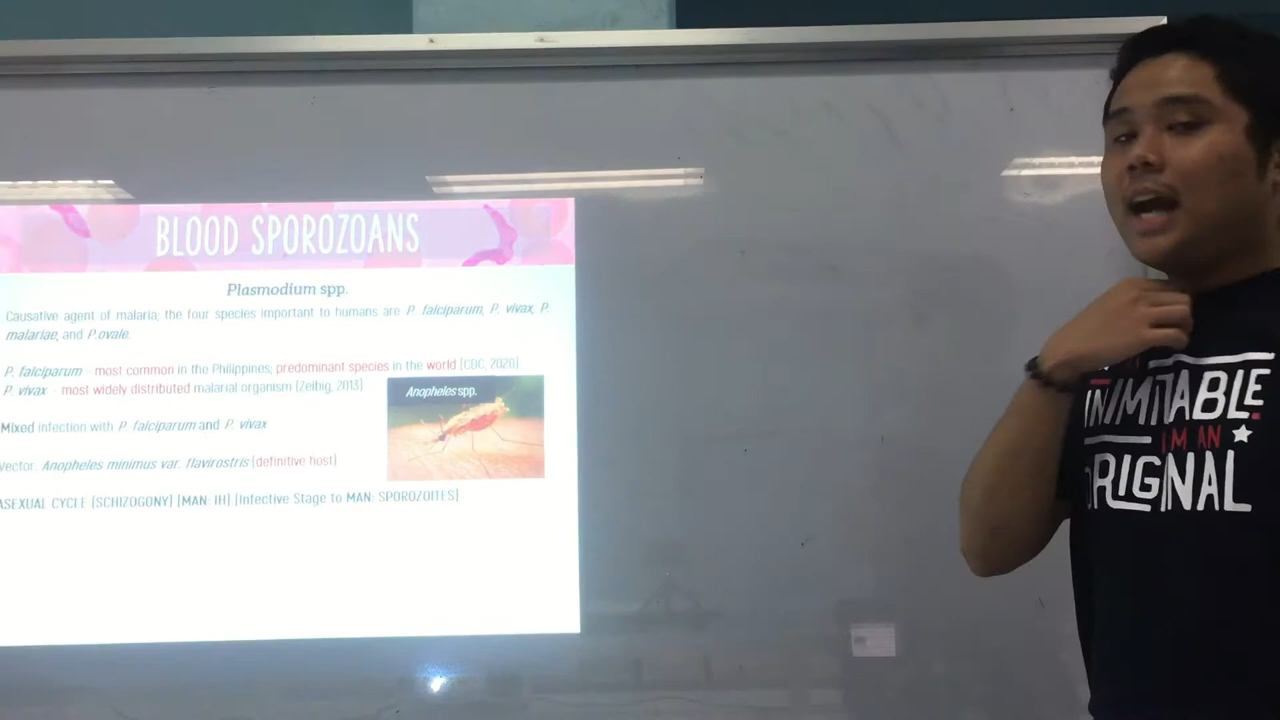 BLOOD SPOROZOANS
Plasmodium spp.
Causative agent of malaria; the four species important to humans are P. falciparum, P. vivax, P.
malariae, and P.ovale.
P. falciparum - most common in the Philippines; predominant species in the world [CDC, 2020]
P. vivax - most widely distributed malarial organism [Zeibig, 2013]
Anopheles spp.
Mixed infection with P. falciparum and P. vivax
Vector: Anopheles minimus var. flavirostris [definitive host]
ASEXUAL CYCLE [SCHIZOGONY] [MAN: IH] [Infective Stage to MAN: SPOROZOITES]
INIMITABLE.
I'M AN
ORIGINAL